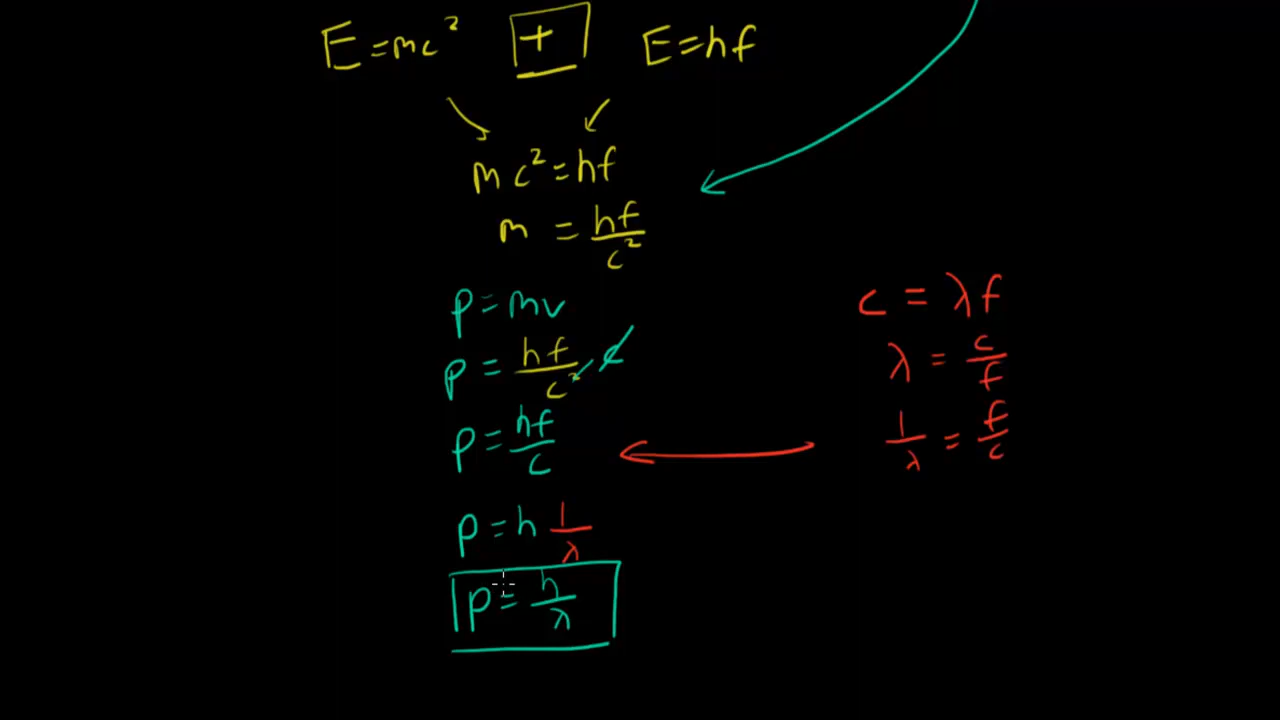 E=mc² + E=hf
mc²=hf
m = hf/c²
p=mv
p = hf/c² c
p = hf/c
p=h 1/λ
p= h/λ
c = λf
λ = c/f
1/λ = f/c